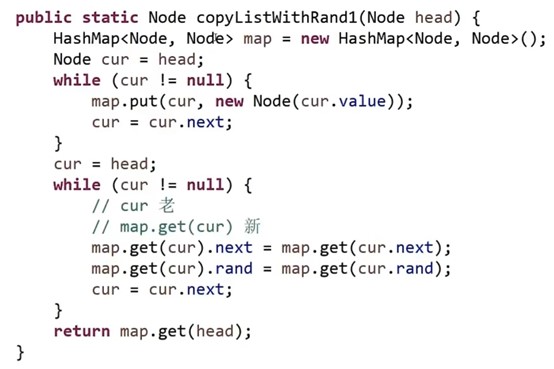 public static Node copyListWithRand1(Node head) {
    HashMap<Node, Node> map = new HashMap<Node, Node>();
    Node cur = head;
    while (cur != null) {
        map.put(cur, new Node(cur.value));
        cur = cur.next;
    }
    cur = head;
    while (cur != null) {
        // cur 老
        // map.get(cur) 新
        map.get(cur).next = map.get(cur.next);
        map.get(cur).rand = map.get(cur.rand);
        cur = cur.next;
    }
    return map.get(head);
}